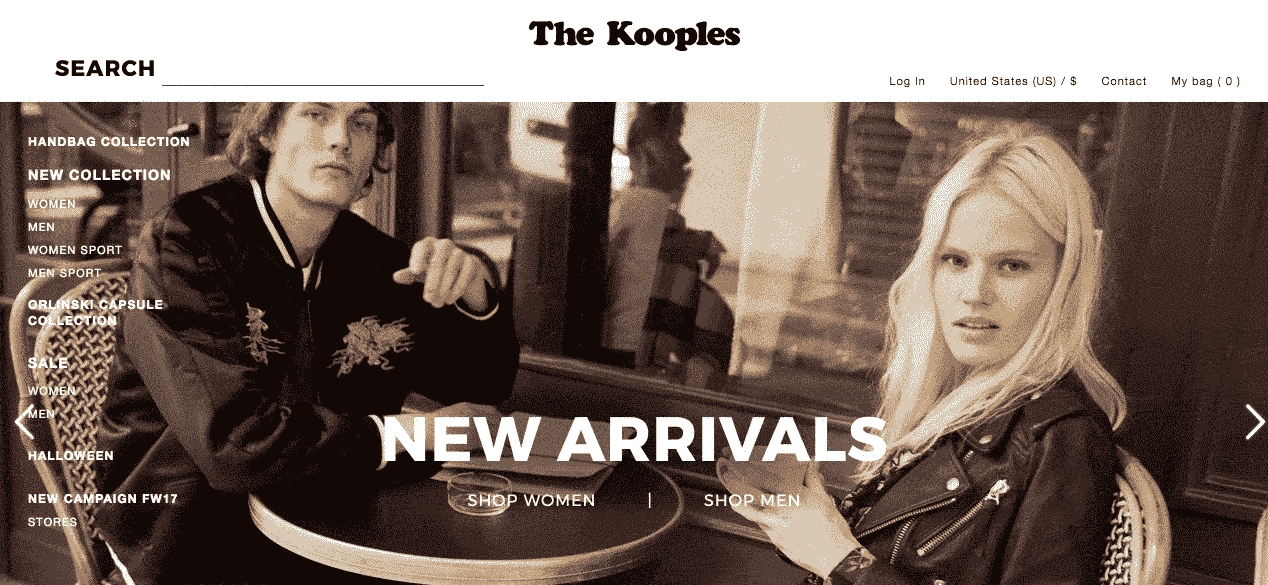 The Kooples
SEARCH
Log In
United States (US) / $
Contact
My bag ( 0 )
HANDBAG COLLECTION
NEW COLLECTION
WOMEN
MEN
WOMEN SPORT
MEN SPORT
ORLINSKI CAPSULE
COLLECTION
SALE
WOMEN
MEN
HALLOWEEN
NEW CAMPAIGN FW17
STORES
NEW ARRIVALS
SHOP WOMEN | SHOP MEN